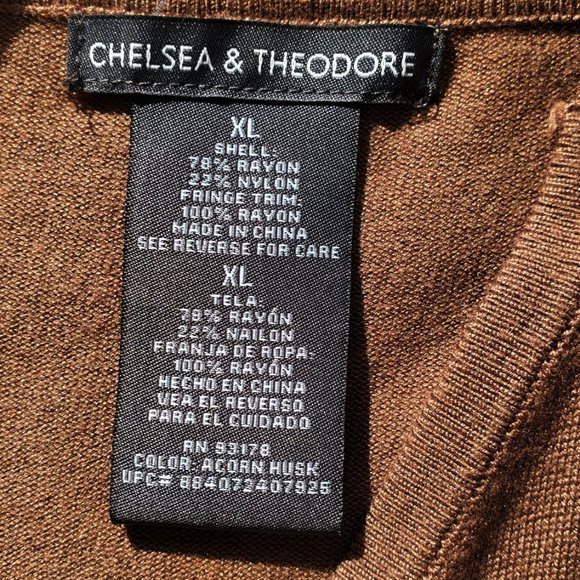 CHELSEA & THEODORE
XL
SHELL:
78% RAYON
22% NYLON
FRINGE TRIM:
100% RAYON
MADE IN CHINA
SEE REVERSE FOR CARE
XL
TELA:
78% RAYÓN
22% NAILON
FRANJA DE ROPA:
100% RAYÓN
HECHO EN CHINA
VEA EL REVERSO
PARA EL CUIDADO
RN 93178
COLOR: ACORN HUSK
UPC# 884072407925